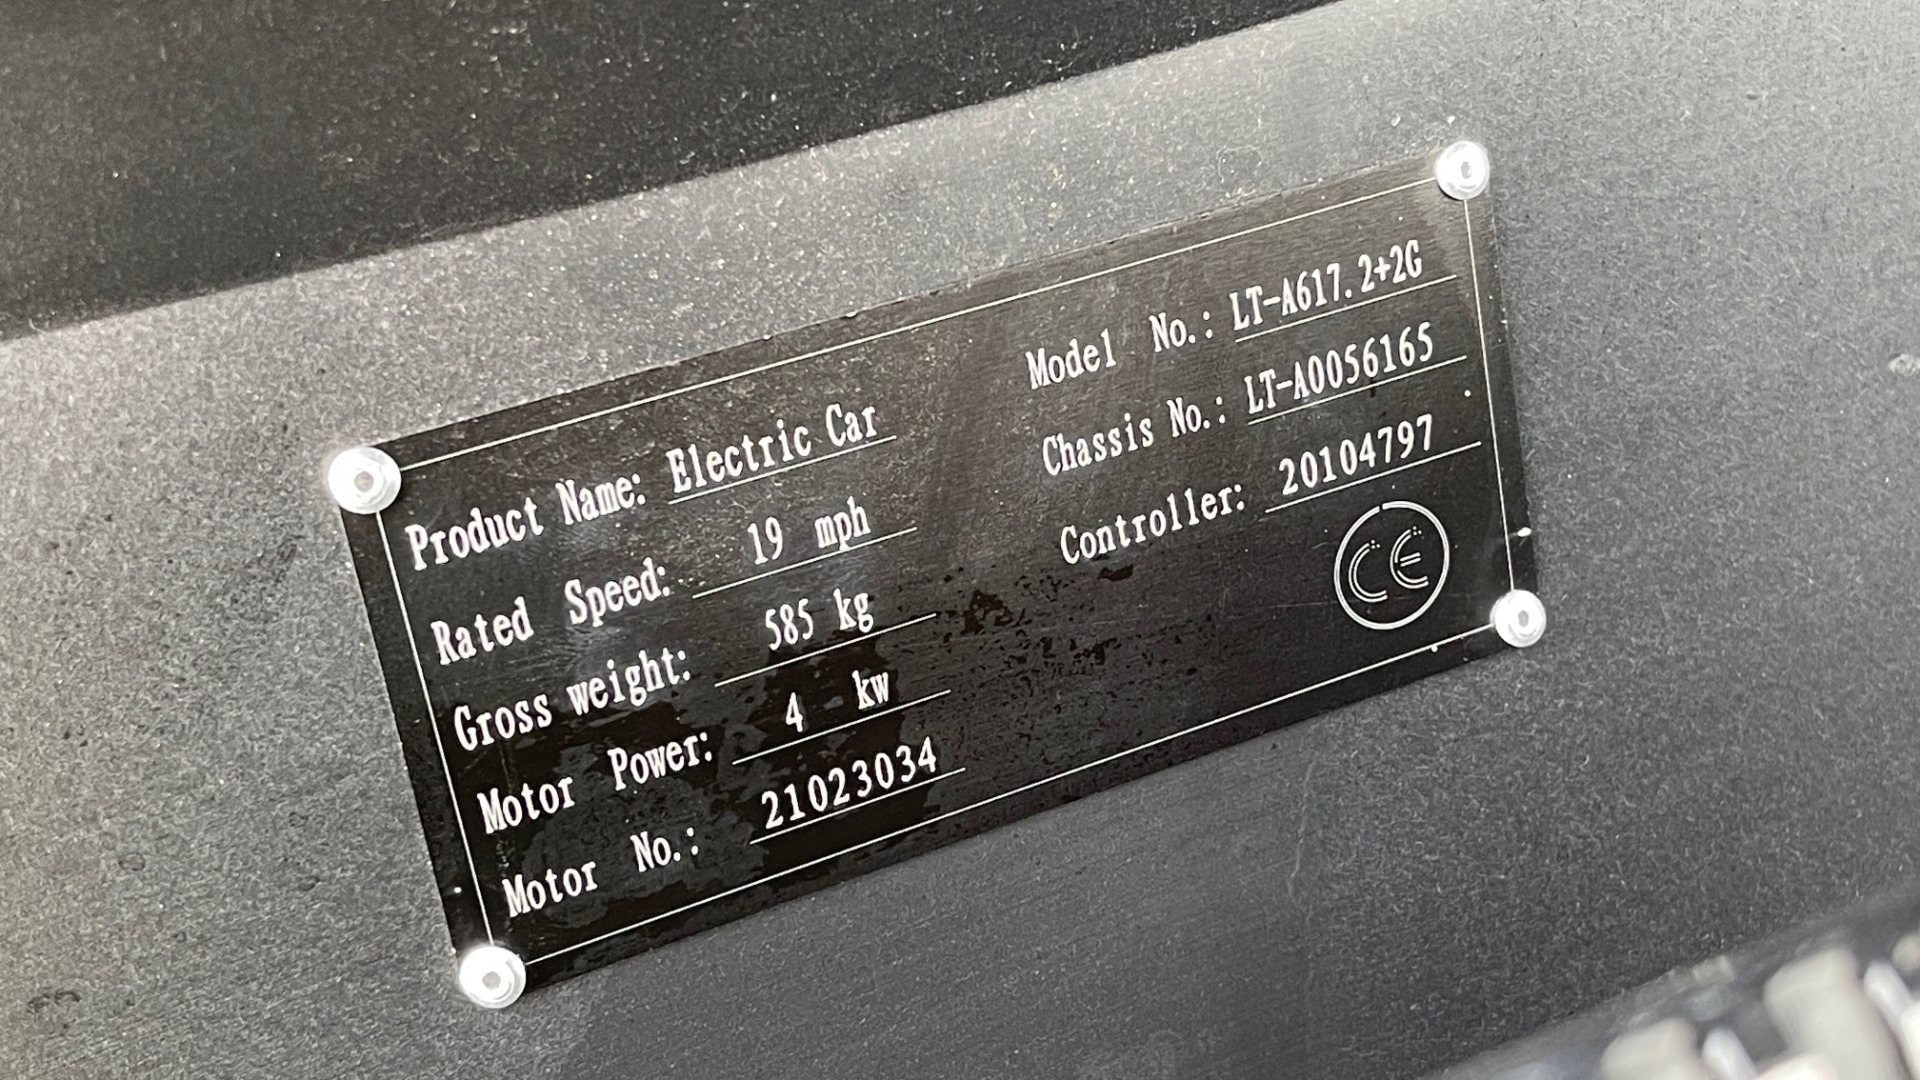 Product Name: Electric Car
Rated Speed: 19 mph
Gross weight: 585 kg
Motor Power: 4 kw
Motor No.: 21023034
Model No.: LT-A617.2+2G
Chassis No.: LT-A0056165
Controller: 20104797
CE